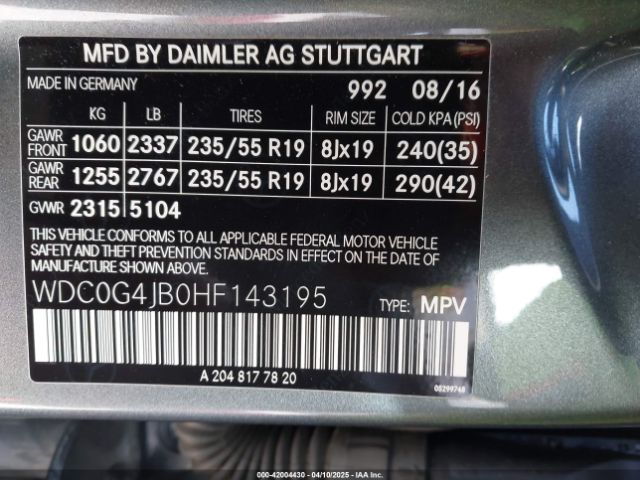 MFD BY DAIMLER AG STUTTGART
MADE IN GERMANY 992 08/16
KG LB TIRES RIM SIZE COLD KPA(PSI)
GAWR FRONT 1060 2337 235/55 R19 8Jx19 240(35)
GAWR REAR 1255 2767 235/55 R19 8Jx19 290(42)
GVWR 2315 5104
THIS VEHICLE CONFORMS TO ALL APPLICABLE FEDERAL MOTOR VEHICLE
SAFETY AND THEFT PREVENTION STANDARDS IN EFFECT ON THE DATE OF
MANUFACTURE SHOWN ABOVE.
WDC0G4JB0HF143195 TYPE: MPV
A 204 817 78 20
05299748
000-42004430 - 04/10/2025 - IAA Inc.